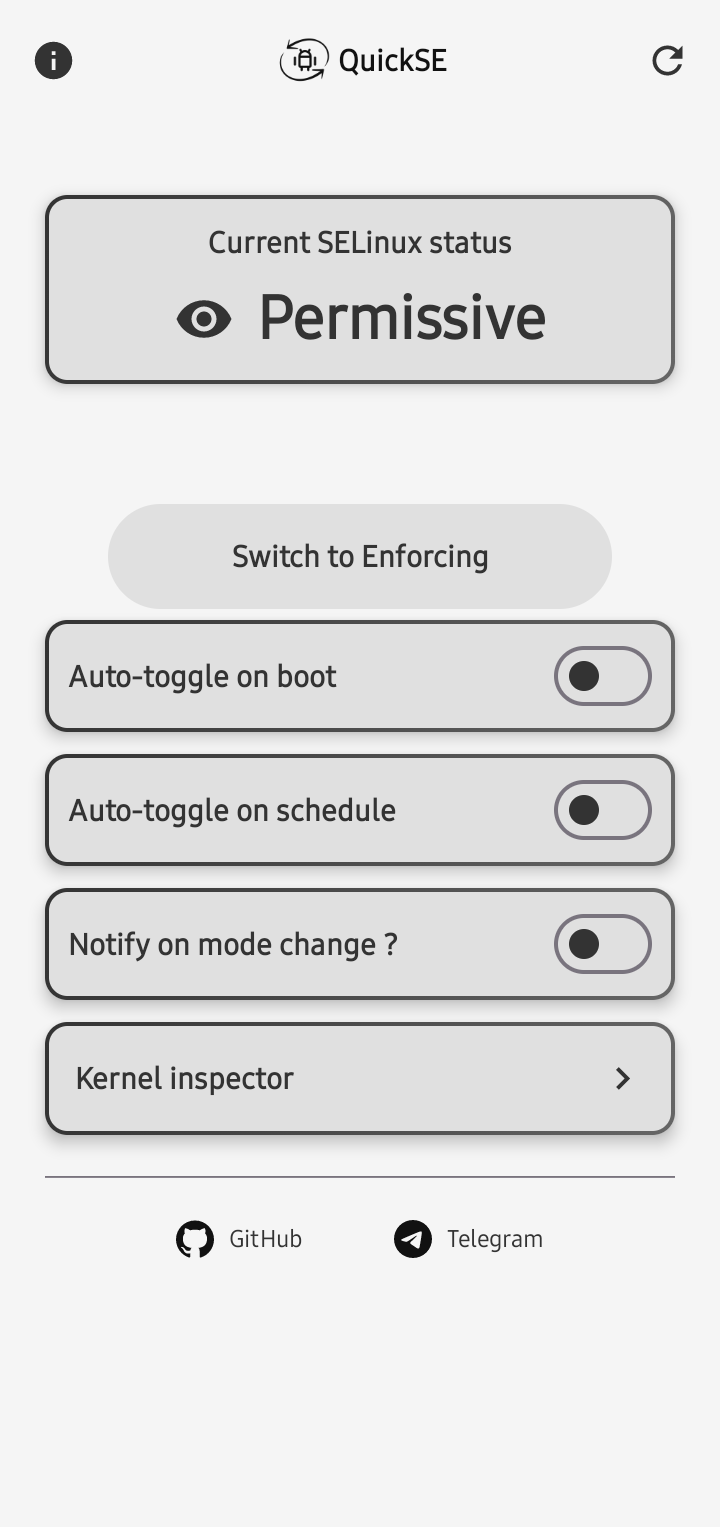 QuickSE
Current SELinux status
Permissive
Switch to Enforcing
Auto-toggle on boot
Auto-toggle on schedule
Notify on mode change ?
Kernel inspector
GitHub
Telegram